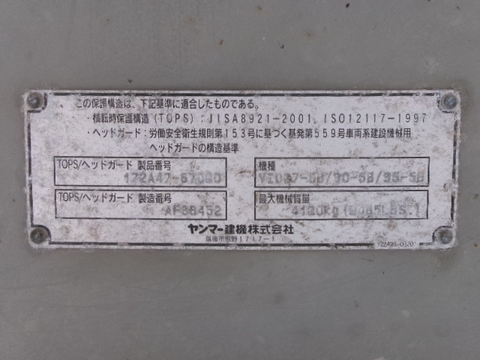 この保護構造は、下記基準に適合したものである。
・横転時保護構造(TOPS):JISA8921-2001, ISO12117-1997
・ヘッドガード:労働安全衛生規則第153号に基づく基発第559号車両系建設機械用
ヘッドガードの構造基準
TOPS/ヘッドガード 製品番号
機種
172A47-67080
TOPS/ヘッドガード 製造番号
最大機械質量
AF38452
4120kg
ヤンマー建機株式会社